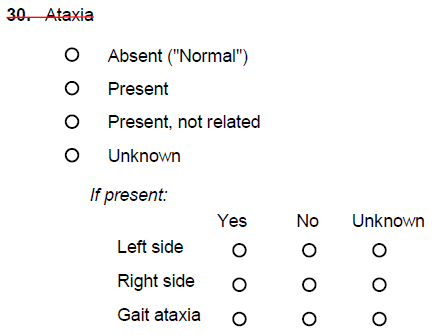 30. Ataxia
Absent ("Normal")
Present
Present, not related
Unknown
If present:
Yes No Unknown
Left side
Right side
Gait ataxia